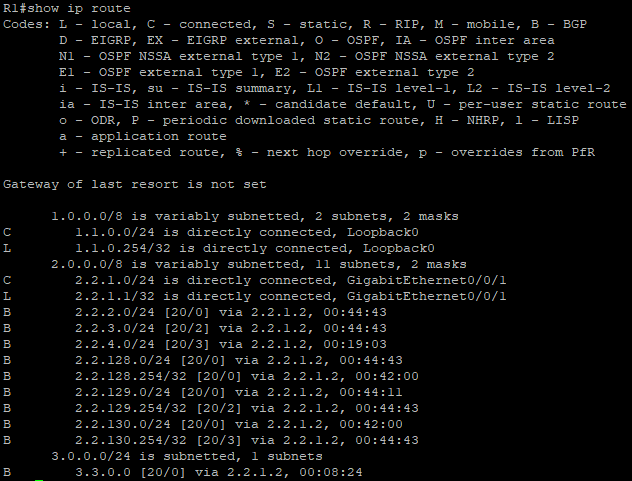 R1#show ip route
Codes: L - local, C - connected, S - static, R - RIP, M - mobile, B - BGP
       D - EIGRP, EX - EIGRP external, O - OSPF, IA - OSPF inter area
       N1 - OSPF NSSA external type 1, N2 - OSPF NSSA external type 2
       E1 - OSPF external type 1, E2 - OSPF external type 2
       i - IS-IS, su - IS-IS summary, L1 - IS-IS level-1, L2 - IS-IS level-2
       ia - IS-IS inter area, * - candidate default, U - per-user static route
       o - ODR, P - periodic downloaded static route, H - NHRP, l - LISP
       a - application route
       + - replicated route, % - next hop override, p - overrides from PfR

Gateway of last resort is not set

      1.0.0.0/8 is variably subnetted, 2 subnets, 2 masks
C        1.1.0.0/24 is directly connected, Loopback0
L        1.1.0.254/32 is directly connected, Loopback0
      2.0.0.0/8 is variably subnetted, 11 subnets, 2 masks
C        2.2.1.0/24 is directly connected, GigabitEthernet0/0/1
L        2.2.1.1/32 is directly connected, GigabitEthernet0/0/1
B        2.2.2.0/24 [20/0] via 2.2.1.2, 00:44:43
B        2.2.3.0/24 [20/2] via 2.2.1.2, 00:44:43
B        2.2.4.0/24 [20/3] via 2.2.1.2, 00:19:03
B        2.2.128.0/24 [20/0] via 2.2.1.2, 00:44:43
B        2.2.128.254/32 [20/0] via 2.2.1.2, 00:42:00
B        2.2.129.0/24 [20/0] via 2.2.1.2, 00:44:11
B        2.2.129.254/32 [20/2] via 2.2.1.2, 00:44:43
B        2.2.130.0/24 [20/0] via 2.2.1.2, 00:42:00
B        2.2.130.254/32 [20/3] via 2.2.1.2, 00:44:43
      3.0.0.0/24 is subnetted, 1 subnets
B        3.3.0.0 [20/0] via 2.2.1.2, 00:08:24